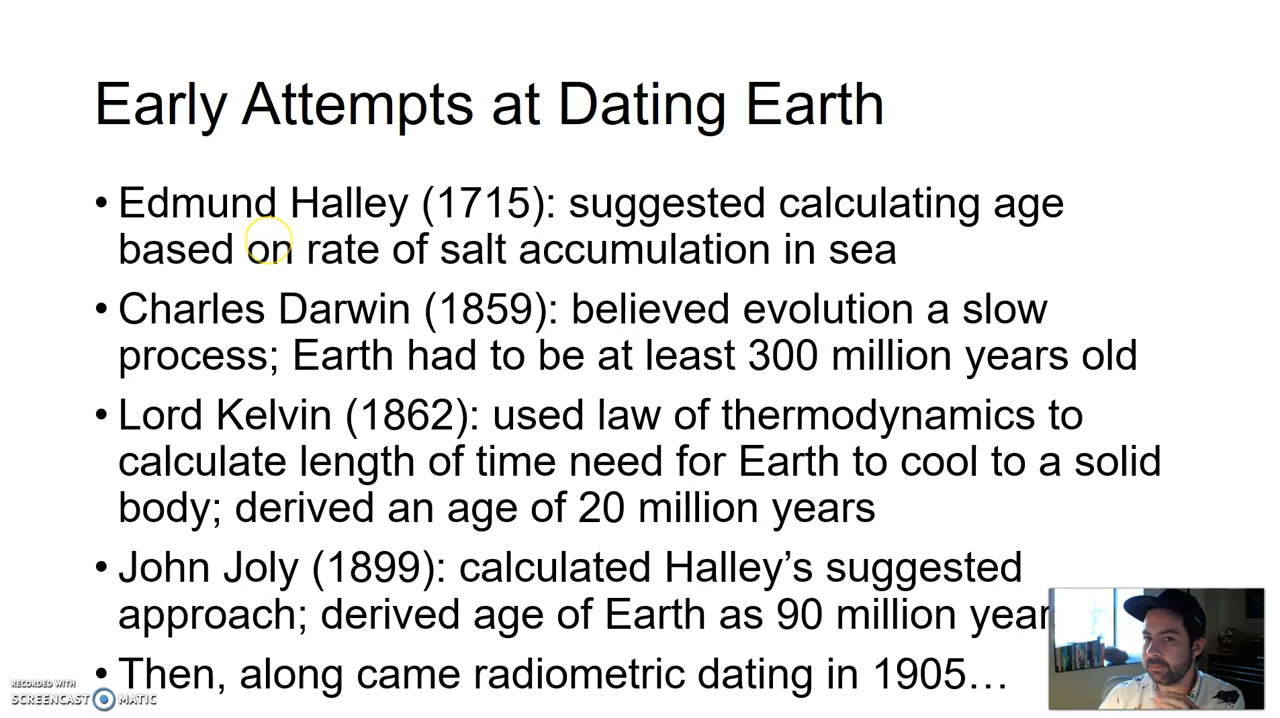 Early Attempts at Dating Earth
• Edmund Halley (1715): suggested calculating age
based on rate of salt accumulation in sea
• Charles Darwin (1859): believed evolution a slow
process; Earth had to be at least 300 million years old
• Lord Kelvin (1862): used law of thermodynamics to
calculate length of time need for Earth to cool to a solid
body; derived an age of 20 million years
• John Joly (1899): calculated Halley’s suggested
approach; derived age of Earth as 90 million year
• Then, along came radiometric dating in 1905…
RECORDED WITH
SCREENCAST MATIC